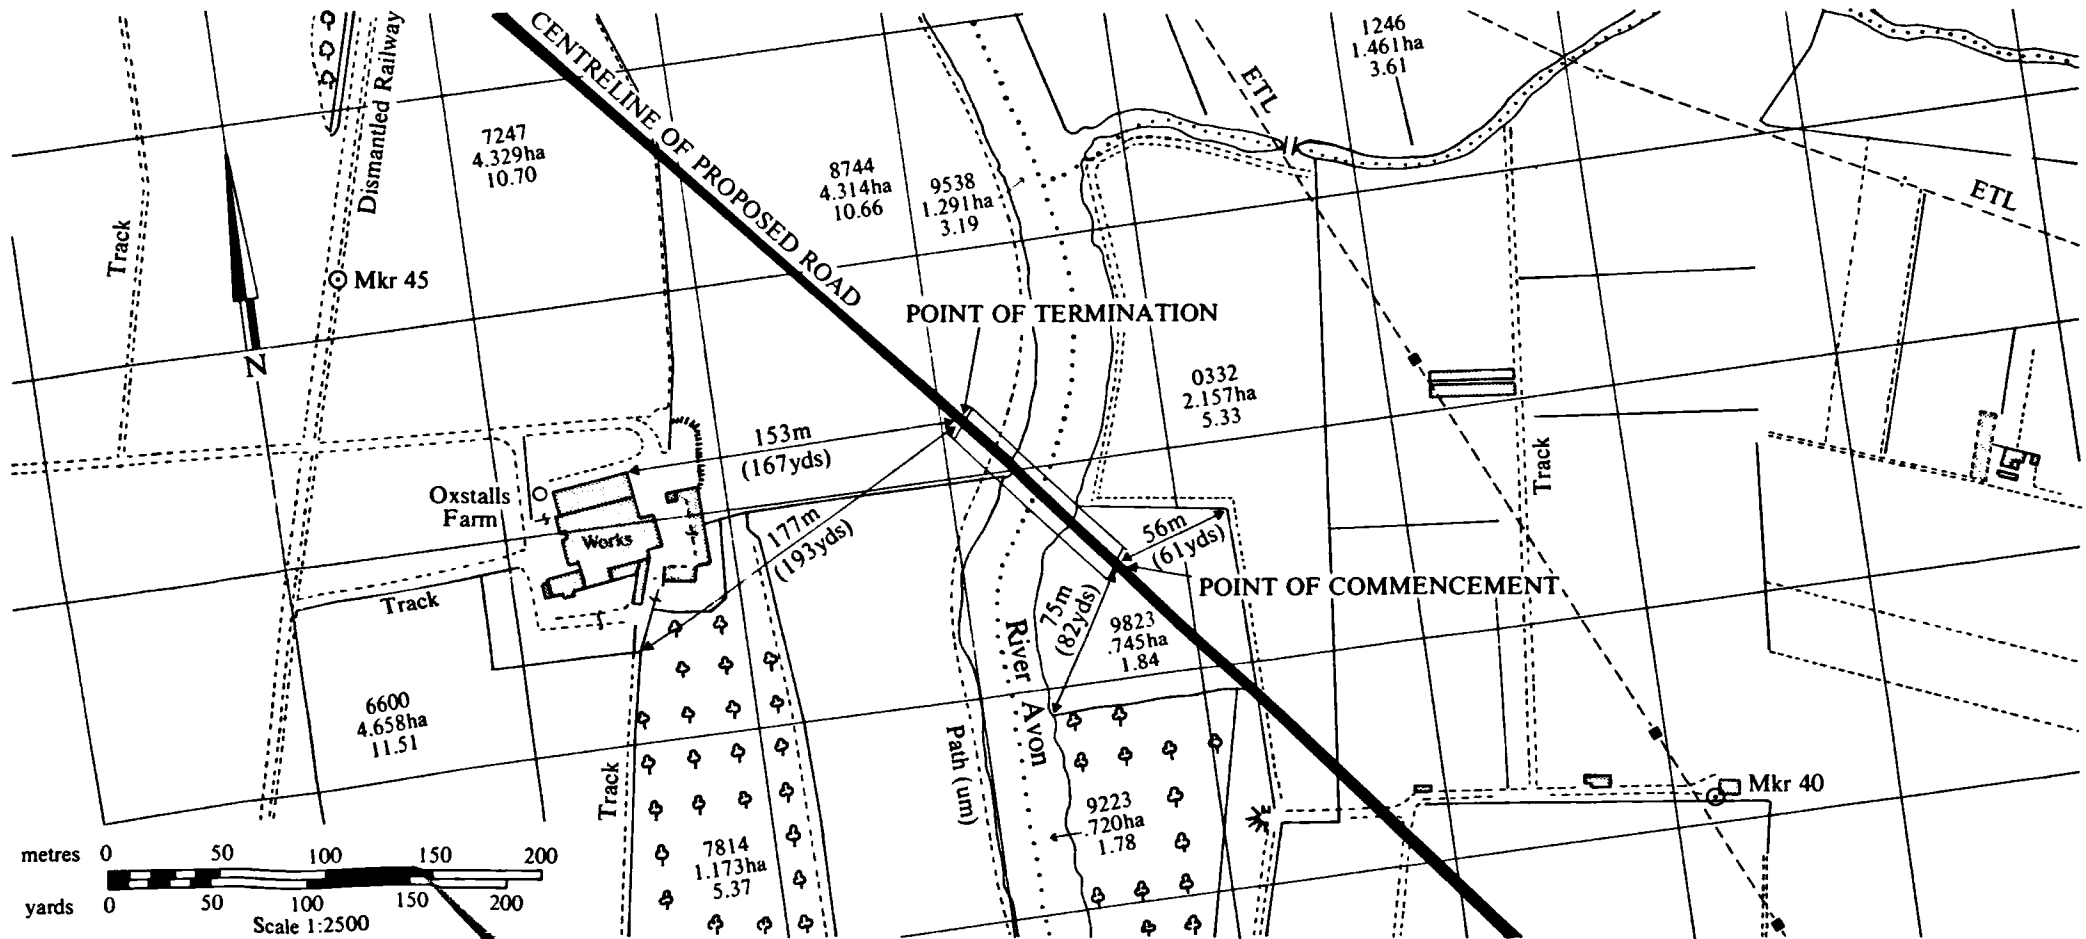 CENTRELINE OF PROPOSED ROAD
Dismantled Railway
Track
7247
4.329ha
10.70
8744
4.314ha
10.66
9538
1.291ha
3.19
ETL
1246
1.461ha
3.61
ETL
Mkr 45
N
POINT OF TERMINATION
0332
2.157ha
5.33
153m
(167yds)
Oxstalls
Farm
Works
177m
(193yds)
56m
(61yds)
Track
POINT OF COMMENCEMENT
Track
75m
(82yds)
9823
.745ha
1.84
River Avon
6600
4.658ha
11.51
Track
Path (um)
9223
.720ha
1.78
Mkr 40
7814
1.173ha
5.37
metres 0 50 100 150 200
yards 0 50 100 150 200
Scale 1:2500